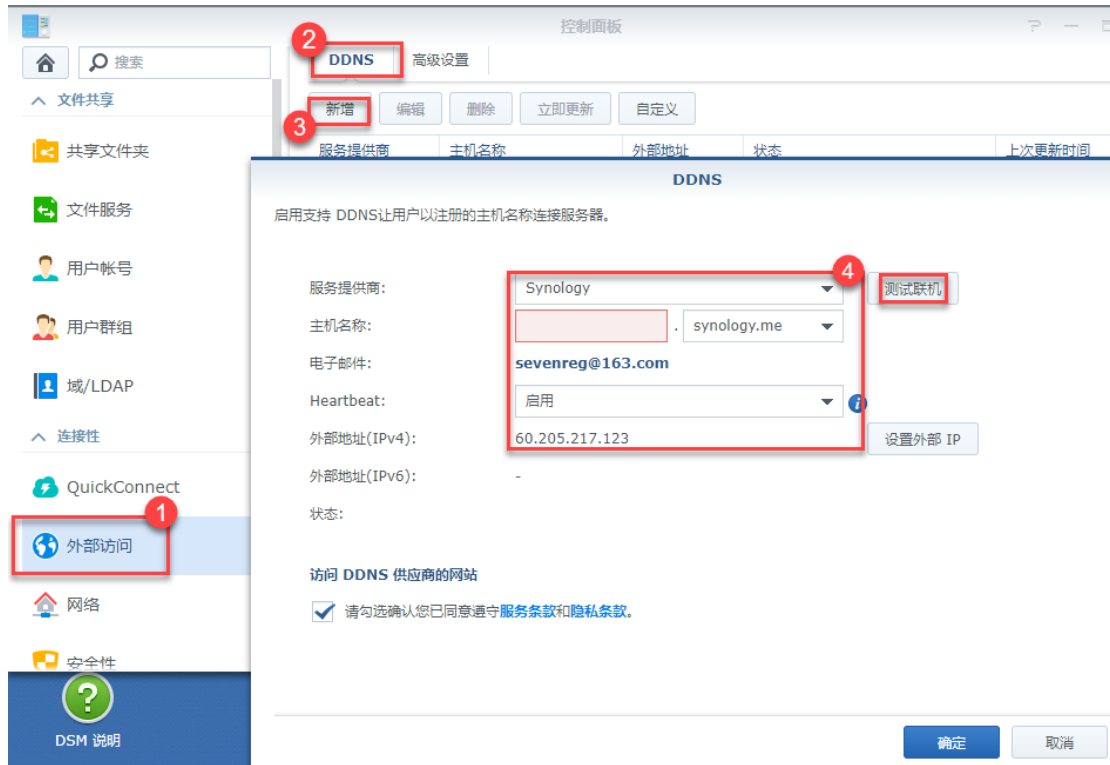 控制面板
搜索
2
DDNS 高级设置
文件共享
新增 编辑 删除 立即更新 自定义
3
服务提供商 主机名称 外部地址 状态 上次更新时间
共享文件夹
文件服务
用户帐号
用户群组
域/LDAP
连接性
QuickConnect
1
外部访问
网络
安全性
?
DSM 说明
DDNS
启用支持 DDNS让用户以注册的主机名称连接服务器。
4
服务提供商: Synology 测试联机
主机名称: . synology.me
电子邮件: sevenreg@163.com
Heartbeat: 启用 i
外部地址(IPv4): 60.205.217.123 设置外部 IP
外部地址(IPv6): -
状态:
访问 DDNS 供应商的网站
请勾选确认您已同意遵守服务条款和隐私条款。
确定 取消